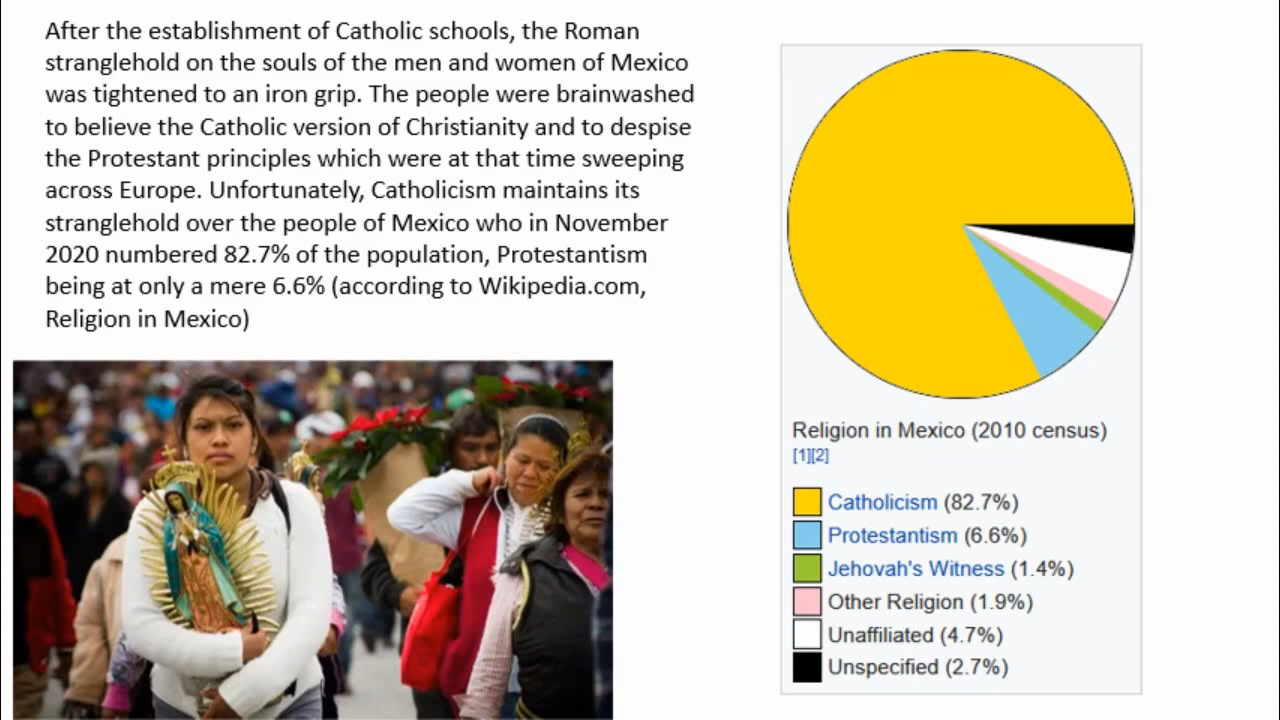 After the establishment of Catholic schools, the Roman
stranglehold on the souls of the men and women of Mexico
was tightened to an iron grip. The people were brainwashed
to believe the Catholic version of Christianity and to despise
the Protestant principles which were at that time sweeping
across Europe. Unfortunately, Catholicism maintains its
stranglehold over the people of Mexico who in November
2020 numbered 82.7% of the population, Protestantism
being at only a mere 6.6% (according to Wikipedia.com,
Religion in Mexico)
Religion in Mexico (2010 census)
[1][2]
Catholicism (82.7%)
Protestantism (6.6%)
Jehovah's Witness (1.4%)
Other Religion (1.9%)
Unaffiliated (4.7%)
Unspecified (2.7%)